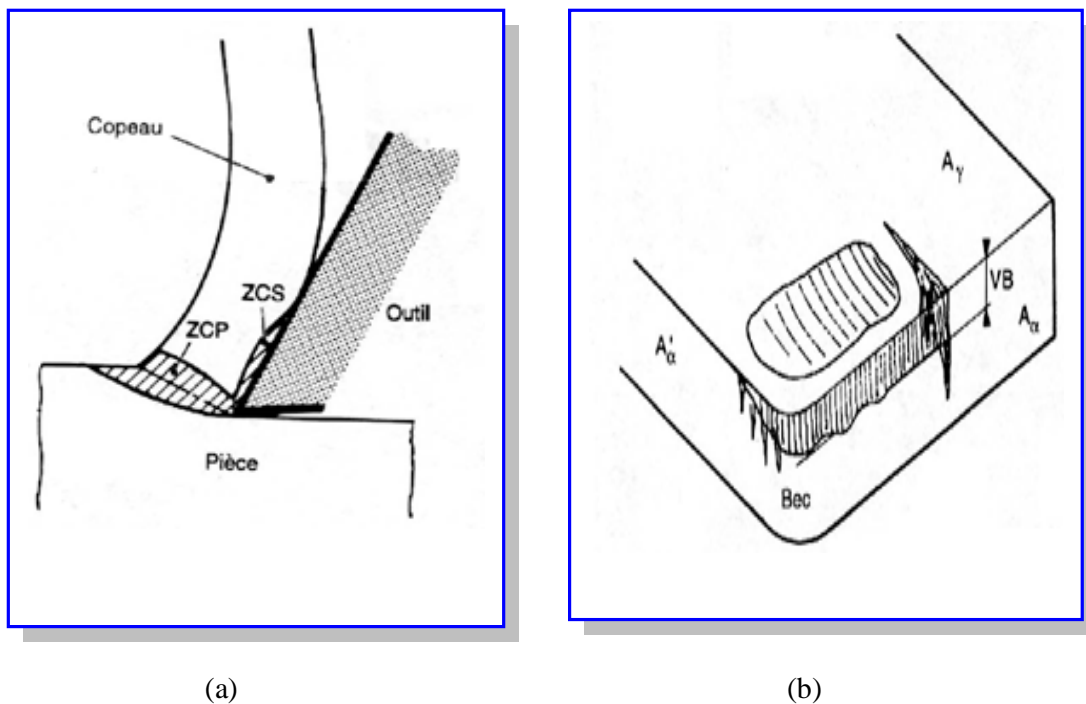 Copeau
ZCS
ZCP
Outil
Pièce
Aγ
VB
Aα
A'α
Bec
(a)
(b)